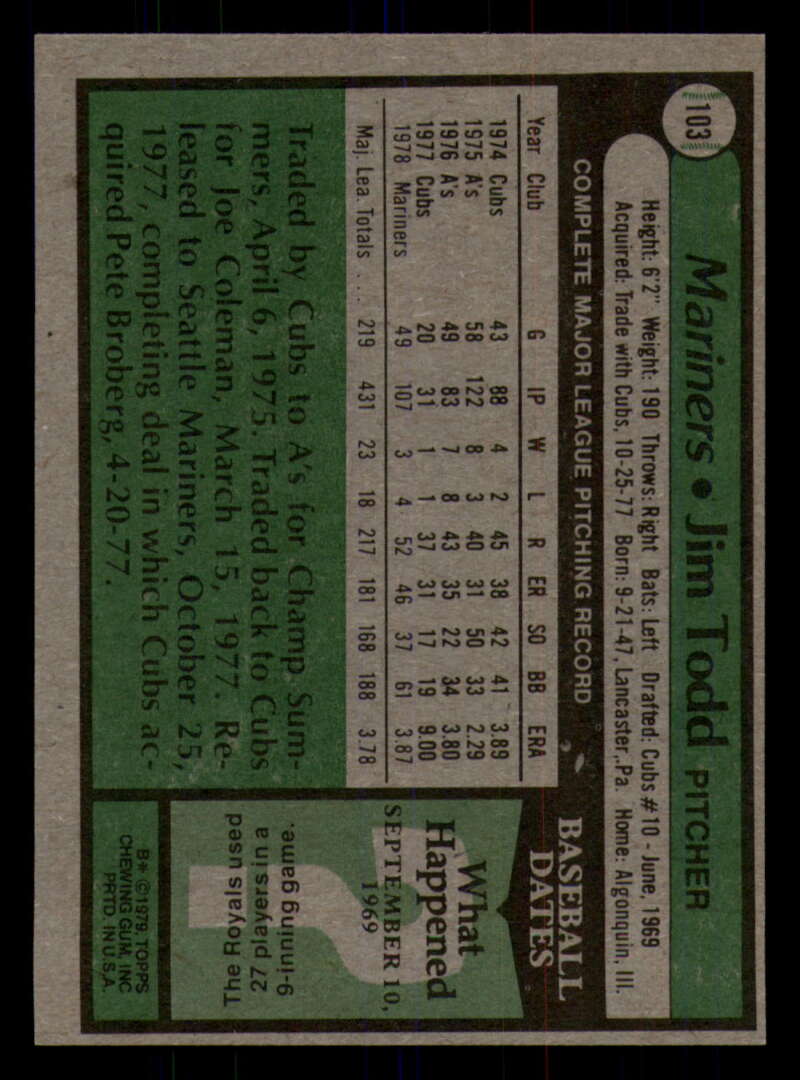 103
Mariners • Jim Todd PITCHER
Height: 6'2" Weight: 190 Throws: Right Bats: Left Drafted: Cubs #10 - June, 1969
Acquired: Trade with Cubs, 10-25-77 Born: 9-21-47, Lancaster, Pa. Home: Algonquin, Ill.
COMPLETE MAJOR LEAGUE PITCHING RECORD
Year Club G IP W L R ER SO BB ERA
1974 Cubs 43 88 4 2 45 38 42 41 3.89
1975 A's 58 122 8 3 40 31 50 33 2.29
1976 A's 49 83 7 8 43 35 22 34 3.80
1977 Cubs 20 31 1 1 37 31 17 19 9.00
1978 Mariners 49 107 3 4 52 46 37 61 3.87
Maj. Lea. Totals . . . 219 431 23 18 217 181 168 188 3.78
Traded by Cubs to A's for Champ Sum-
mers, April 6, 1975. Traded back to Cubs
for Joe Coleman, March 15, 1977. Re-
leased to Seattle Mariners, October 25,
1977, completing deal in which Cubs ac-
quired Pete Broberg, 4-20-77.
BASEBALL
DATES
What
Happened
SEPTEMBER 10,
1969
The Royals used
27 players in a
9-inning game.
B* © 1979 TOPPS
CHEWING GUM, INC
PRTD. IN U.S.A.